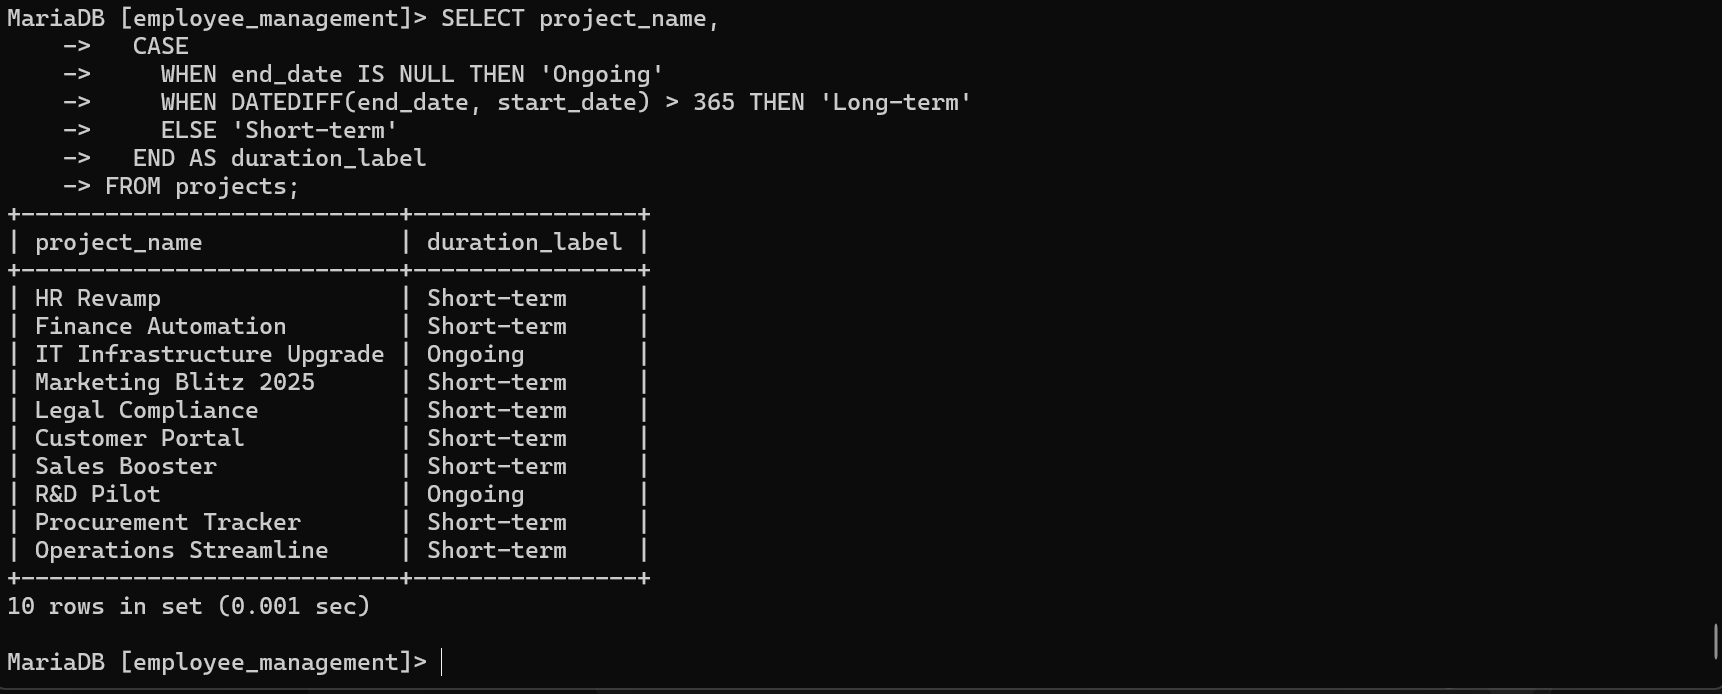 MariaDB [employee_management]> SELECT project_name,
    ->   CASE
    ->     WHEN end_date IS NULL THEN 'Ongoing'
    ->     WHEN DATEDIFF(end_date, start_date) > 365 THEN 'Long-term'
    ->     ELSE 'Short-term'
    ->   END AS duration_label
    -> FROM projects;
+---------------------------+----------------+
| project_name              | duration_label |
+---------------------------+----------------+
| HR Revamp                 | Short-term     |
| Finance Automation        | Short-term     |
| IT Infrastructure Upgrade | Ongoing        |
| Marketing Blitz 2025      | Short-term     |
| Legal Compliance          | Short-term     |
| Customer Portal           | Short-term     |
| Sales Booster             | Short-term     |
| R&D Pilot                 | Ongoing        |
| Procurement Tracker       | Short-term     |
| Operations Streamline     | Short-term     |
+---------------------------+----------------+
10 rows in set (0.001 sec)

MariaDB [employee_management]>